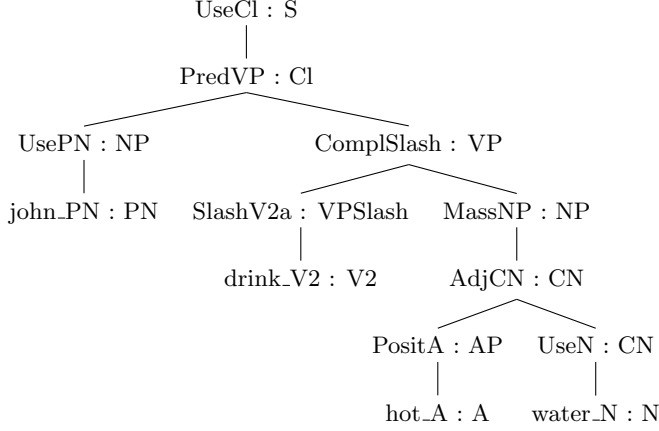 UseCl : S
PredVP : Cl
UsePN : NP ComplSlash : VP
john_PN : PN SlashV2a : VPSlash MassNP : NP
drink_V2 : V2 AdjCN : CN
PositA : AP UseN : CN
hot_A : A water_N : N